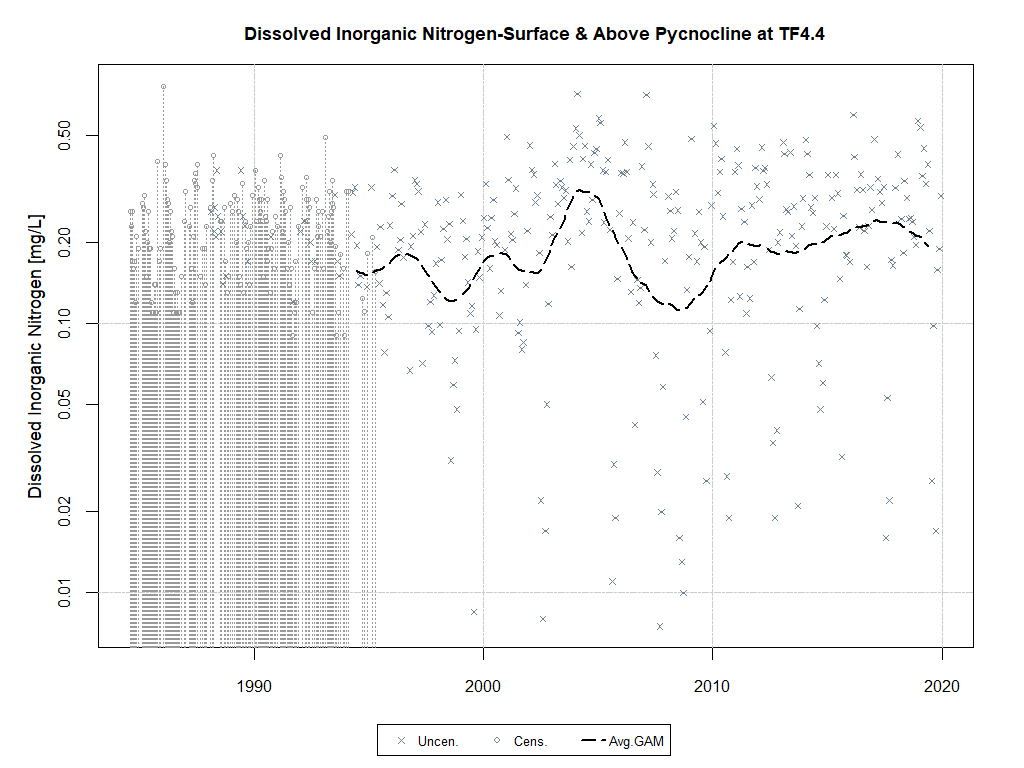 Dissolved Inorganic Nitrogen-Surface & Above Pycnocline at TF4.4
Dissolved Inorganic Nitrogen [mg/L]
0.50
0.20
0.10
0.05
0.02
0.01
1990
2000
2010
2020
Uncen.
Cens.
Avg.GAM